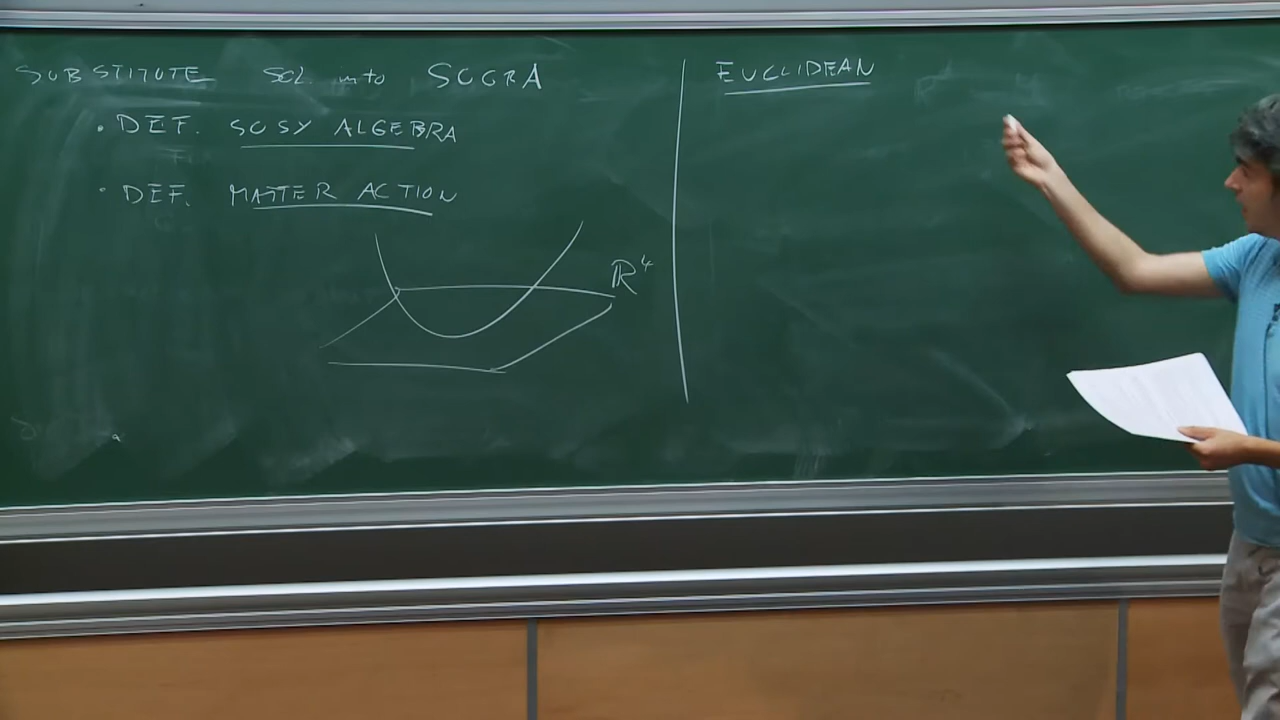 SUBSTITUTE SOL. into SUGRA
• DEF. SUSY ALGEBRA
• DEF. MATTER ACTION
ℝ⁴
EUCLIDEAN